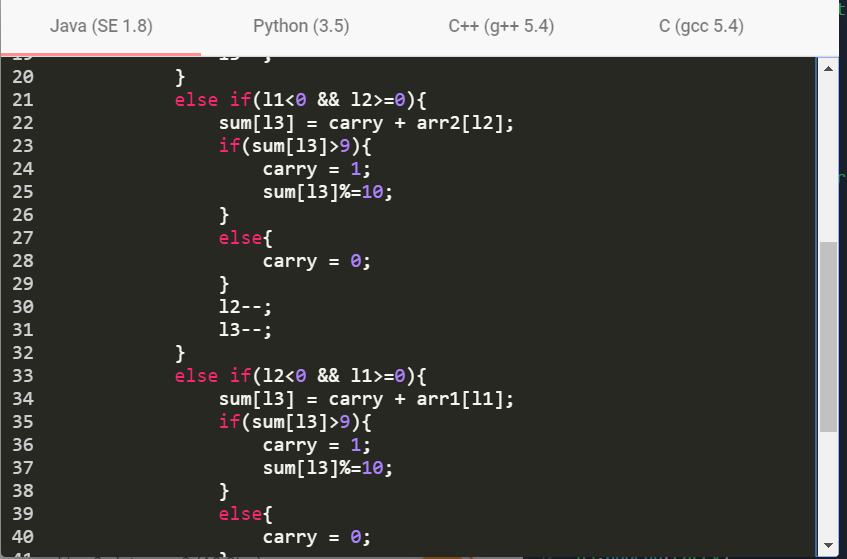 Java (SE 1.8) Python (3.5) C++ (g++ 5.4) C (gcc 5.4)
20 }
21 else if(l1<0 && l2>=0){
22 sum[l3] = carry + arr2[l2];
23 if(sum[l3]>9){
24 carry = 1;
25 sum[l3]%=10;
26 }
27 else{
28 carry = 0;
29 }
30 l2--;
31 l3--;
32 }
33 else if(l2<0 && l1>=0){
34 sum[l3] = carry + arr1[l1];
35 if(sum[l3]>9){
36 carry = 1;
37 sum[l3]%=10;
38 }
39 else{
40 carry = 0;